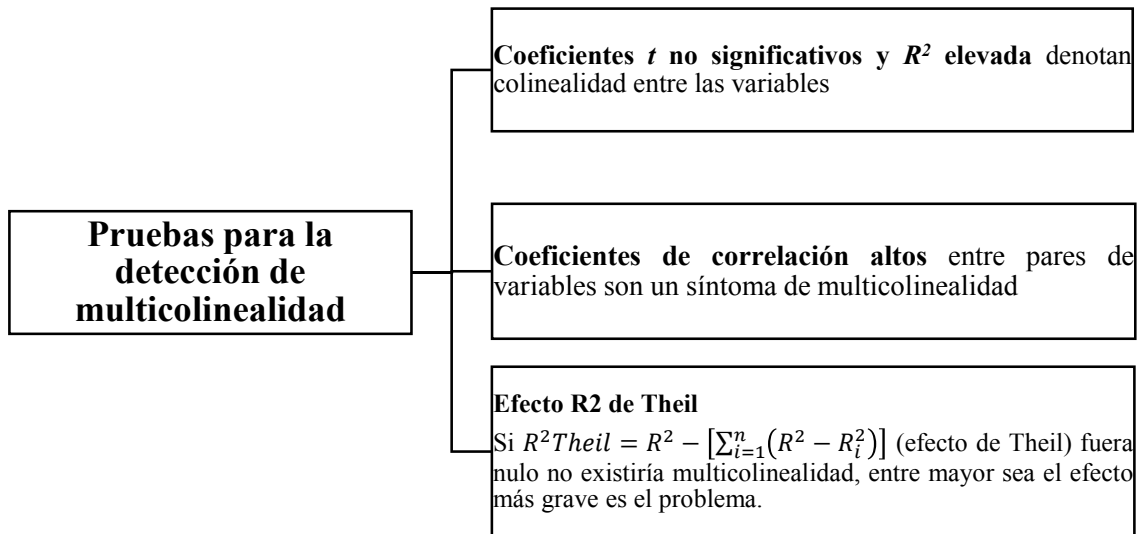 Coeficientes t no significativos y R² elevada denotan
colinealidad entre las variables
Pruebas para la
detección de
multicolinealidad
Coeficientes de correlación altos entre pares de
variables son un síntoma de multicolinealidad
Efecto R2 de Theil
Si 𝑅²𝑇ℎ𝑒𝑖𝑙 = 𝑅² − [∑ⁿᵢ₌₁(𝑅² − 𝑅ᵢ²)] (efecto de Theil) fuera
nulo no existiría multicolinealidad, entre mayor sea el efecto
más grave es el problema.